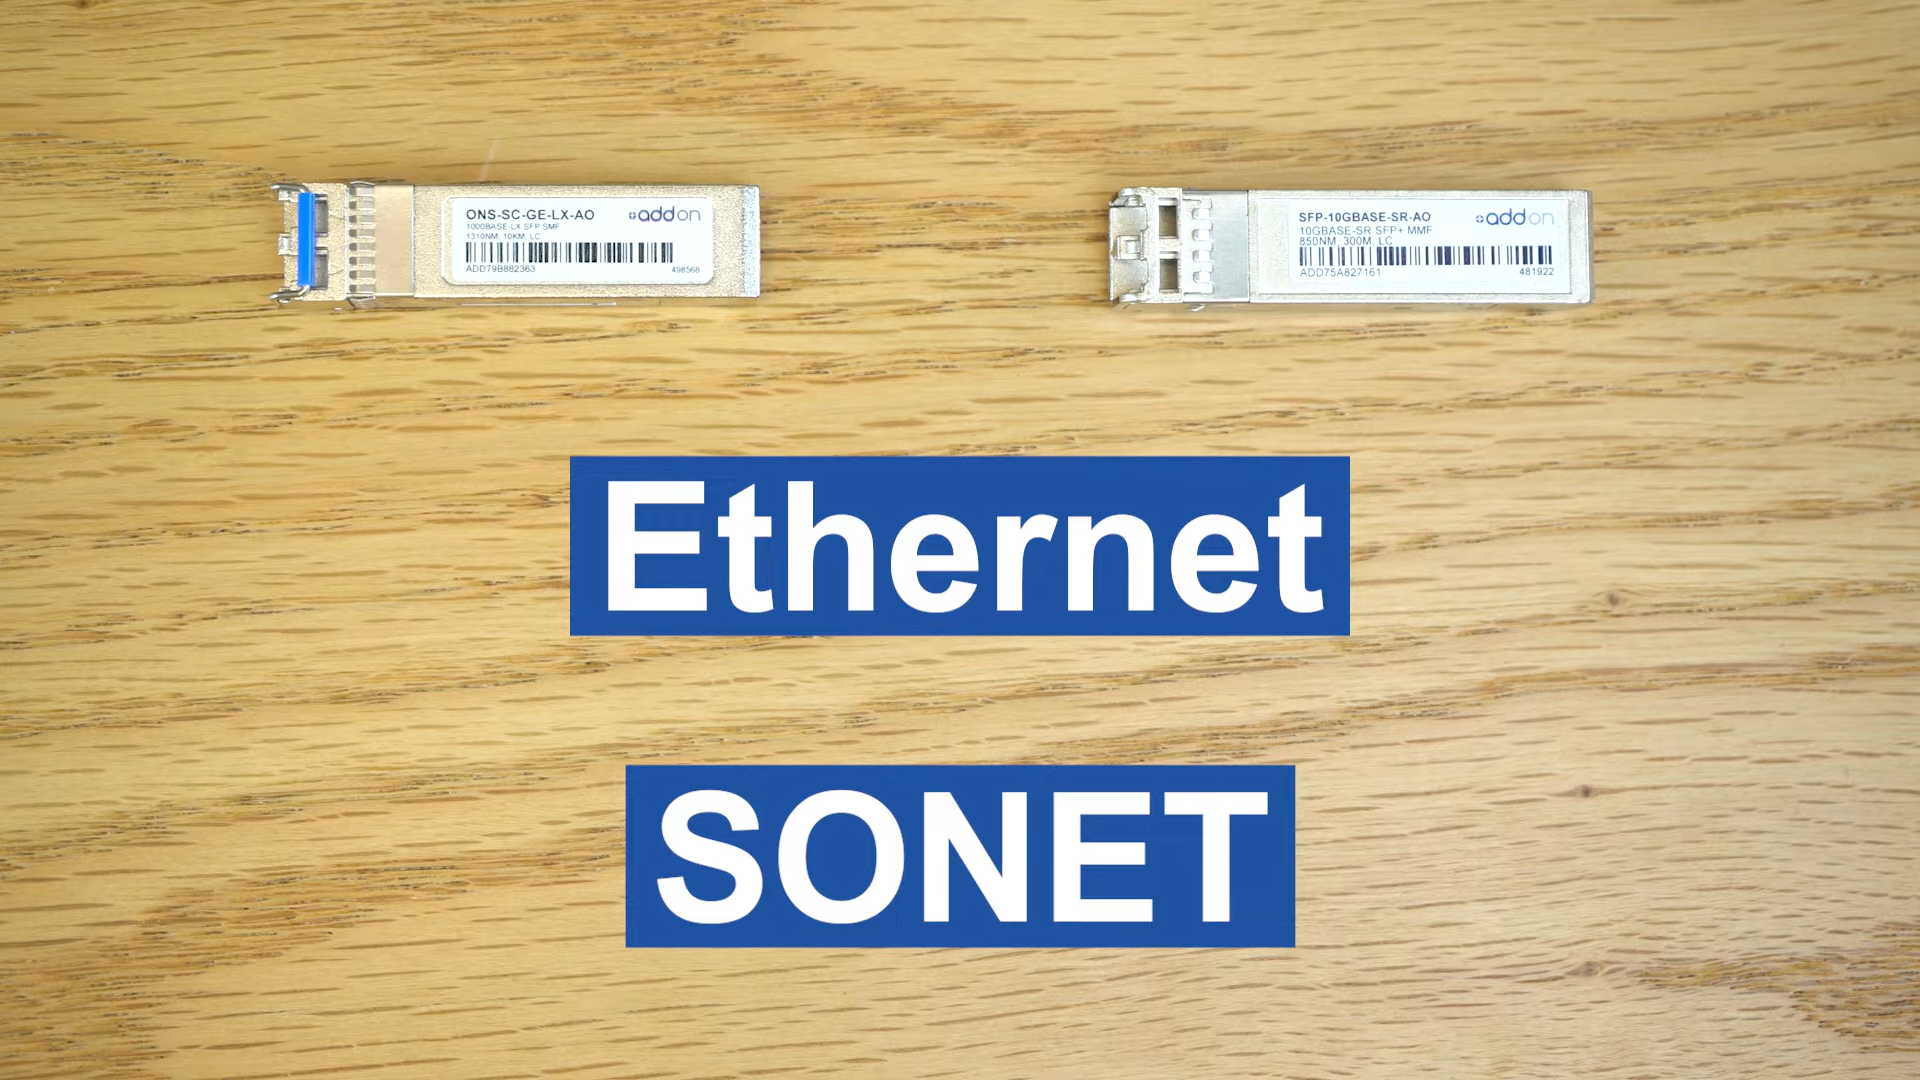 ONS-SC-GE-LX-AO
addon
1000BASE-LX SFP SMF
1310NM, 10KM, LC
ADD79B882363
498568
SFP-10GBASE-SR-AO
addon
10GBASE-SR SFP+ MMF
850NM, 300M, LC
ADD75A827161
481922
Ethernet
SONET